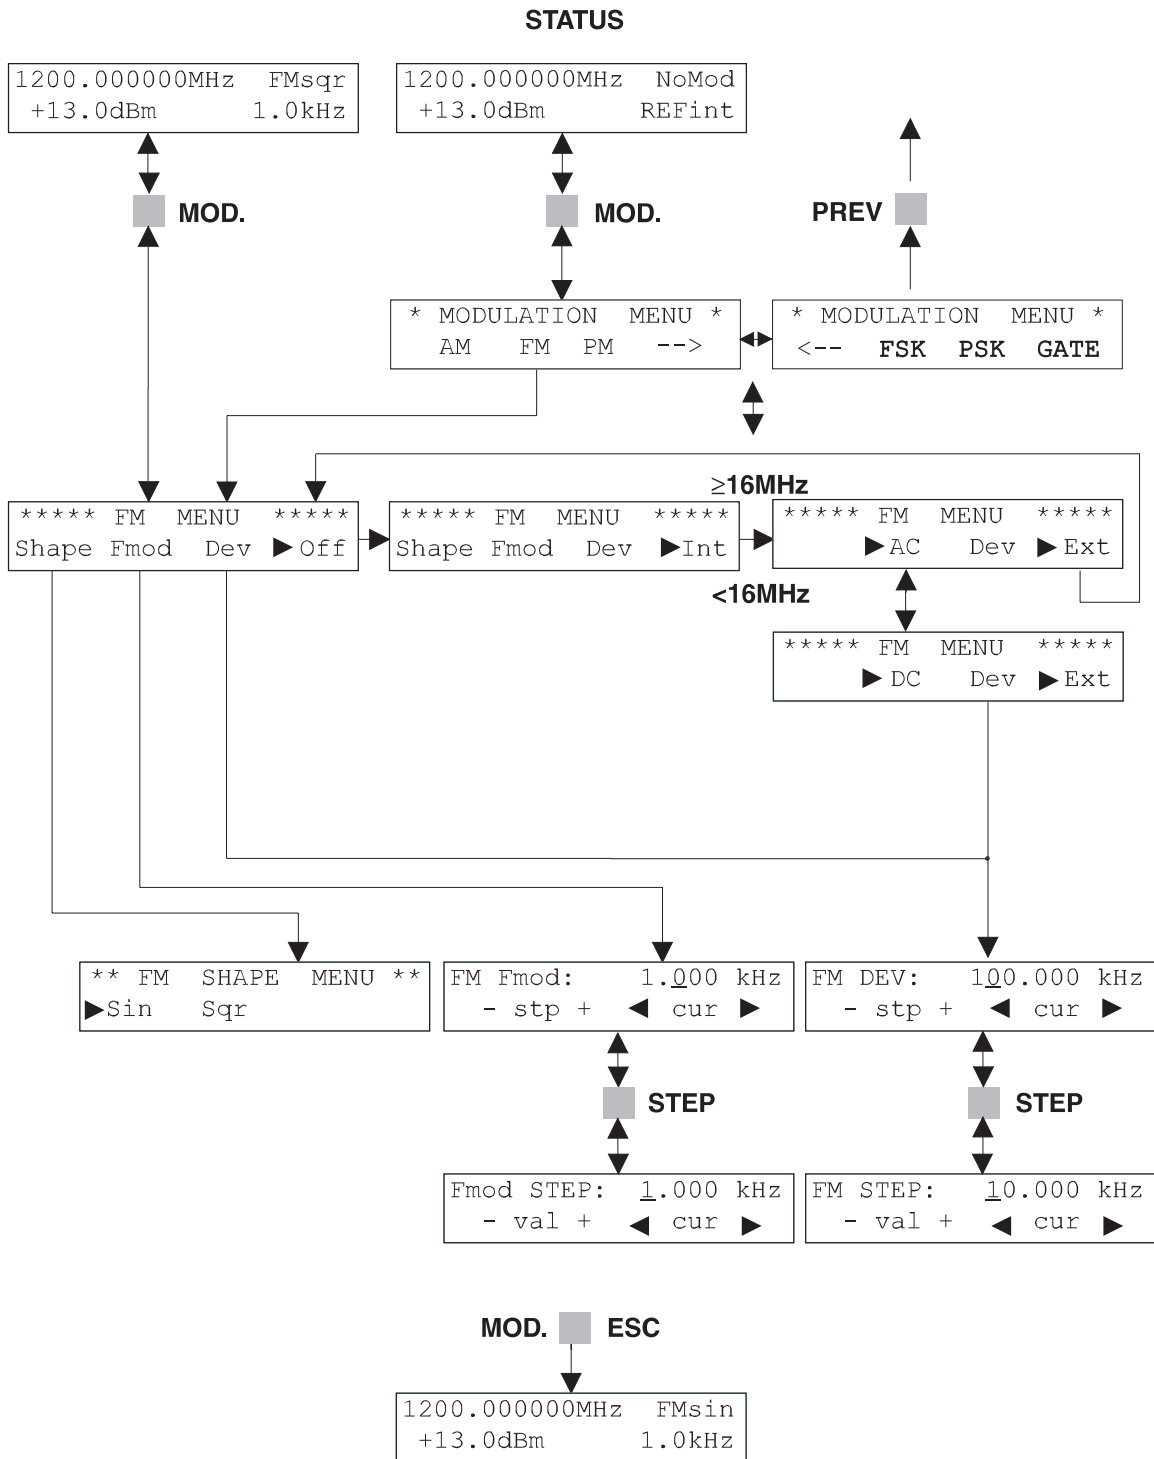 STATUS
1200.000000MHz FMsqr
+13.0dBm 1.0kHz
1200.000000MHz NoMod
+13.0dBm REFint
MOD.
MOD.
PREV
* MODULATION MENU *
AM FM PM -->
* MODULATION MENU *
<-- FSK PSK GATE
≥16MHz
***** FM MENU *****
Shape Fmod Dev ▶Off
***** FM MENU *****
Shape Fmod Dev ▶Int
***** FM MENU *****
▶AC Dev ▶Ext
<16MHz
***** FM MENU *****
▶DC Dev ▶Ext
** FM SHAPE MENU **
▶Sin Sqr
FM Fmod: 1.000 kHz
- stp + ◀ cur ▶
FM DEV: 100.000 kHz
- stp + ◀ cur ▶
STEP
STEP
Fmod STEP: 1.000 kHz
- val + ◀ cur ▶
FM STEP: 10.000 kHz
- val + ◀ cur ▶
MOD. ESC
1200.000000MHz FMsin
+13.0dBm 1.0kHz